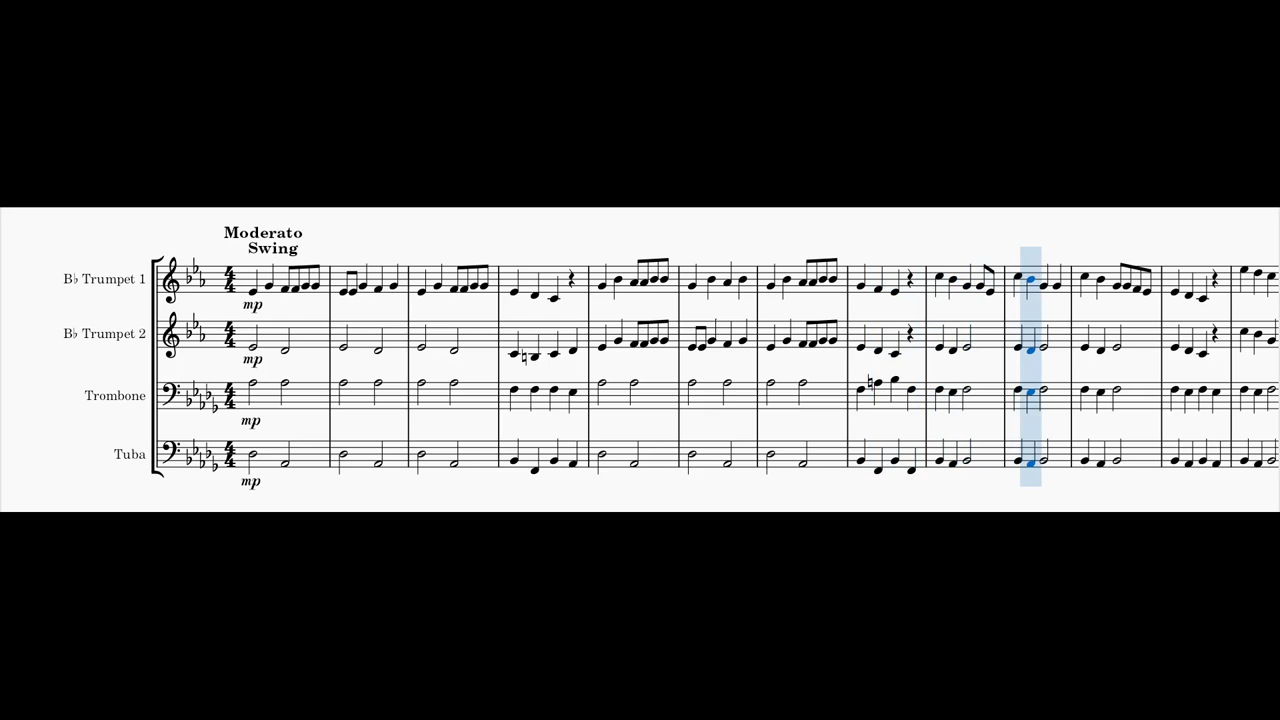 Moderato
Swing
B♭ Trumpet 1
mp
B♭ Trumpet 2
mp
Trombone
mp
Tuba
mp